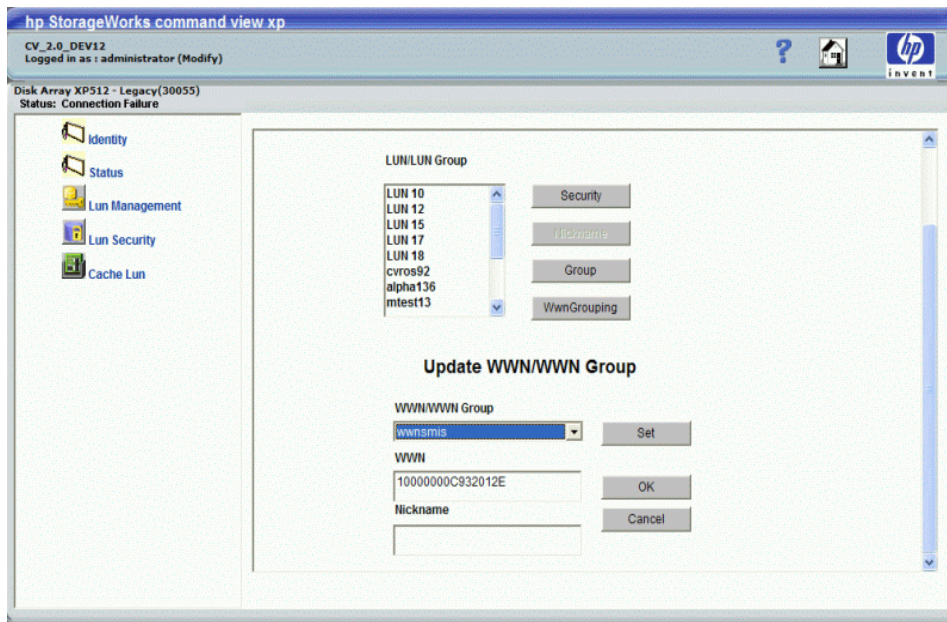 hp StorageWorks command view xp
CV_2.0_DEV12
Logged in as : administrator (Modify)
?
hp
invent
Disk Array XP512 - Legacy(30055)
Status: Connection Failure
Identity
Status
Lun Management
Lun Security
Cache Lun
LUN/LUN Group
LUN 10
LUN 12
LUN 15
LUN 17
LUN 18
cvros92
alpha136
mtest13
Security
Nickname
Group
WwnGrouping
Update WWN/WWN Group
WWN/WWN Group
wwnsmis
Set
WWN
10000000C932012E
OK
Nickname
Cancel